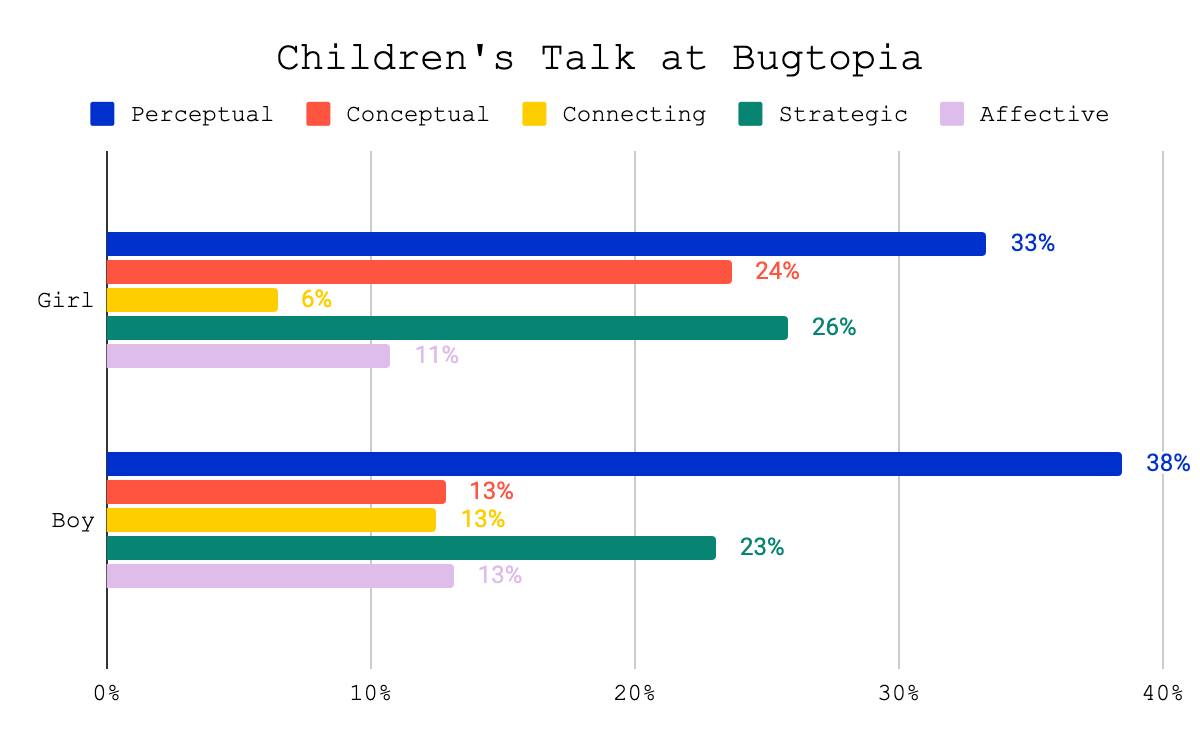 Children's Talk at Bugtopia
Perceptual Conceptual Connecting Strategic Affective
33%
24%
Girl 6%
26%
11%
38%
13%
Boy 13%
23%
13%
0% 10% 20% 30% 40%